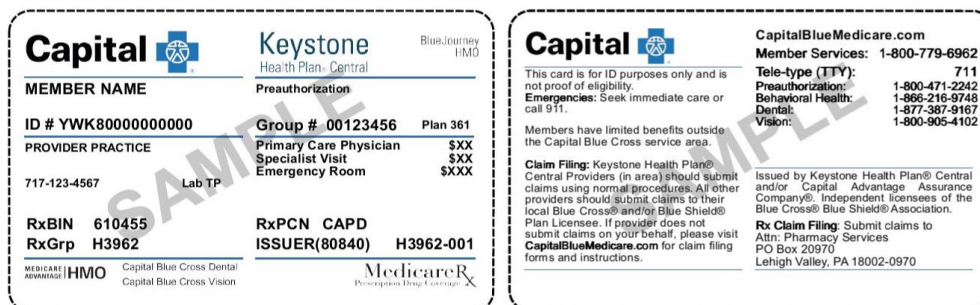 Capital
Keystone
Health Plan® Central
BlueJourney
HMO
MEMBER NAME
Preauthorization
ID # YWK80000000000
Group # 00123456 Plan 361
PROVIDER PRACTICE
Primary Care Physician $XX
Specialist Visit $XX
Emergency Room $XXX
717-123-4567 Lab TP
RxBIN 610455
RxPCN CAPD
RxGrp H3962
ISSUER(80840) H3962-001
MEDICARE
ADVANTAGE HMO
Capital Blue Cross Dental
Capital Blue Cross Vision
MedicareRx
Prescription Drug Coverage
SAMPLE
Capital
This card is for ID purposes only and is
not proof of eligibility.
Emergencies: Seek immediate care or
call 911.
Members have limited benefits outside
the Capital Blue Cross service area.
Claim Filing: Keystone Health Plan®
Central Providers (in area) should submit
claims using normal procedures. All other
providers should submit claims to their
local Blue Cross® and/or Blue Shield®
Plan Licensee. If provider does not
submit claims on your behalf, please visit
CapitalBlueMedicare.com for claim filing
forms and instructions.
CapitalBlueMedicare.com
Member Services: 1-800-779-6962
Tele-type (TTY): 711
Preauthorization: 1-800-471-2242
Behavioral Health: 1-866-216-9748
Dental: 1-877-387-9167
Vision: 1-800-905-4102
Issued by Keystone Health Plan® Central
and/or Capital Advantage Assurance
Company®. Independent licensees of the
Blue Cross® Blue Shield® Association.
Rx Claim Filing: Submit claims to
Attn: Pharmacy Services
PO Box 20970
Lehigh Valley, PA 18002-0970
SAMPLE